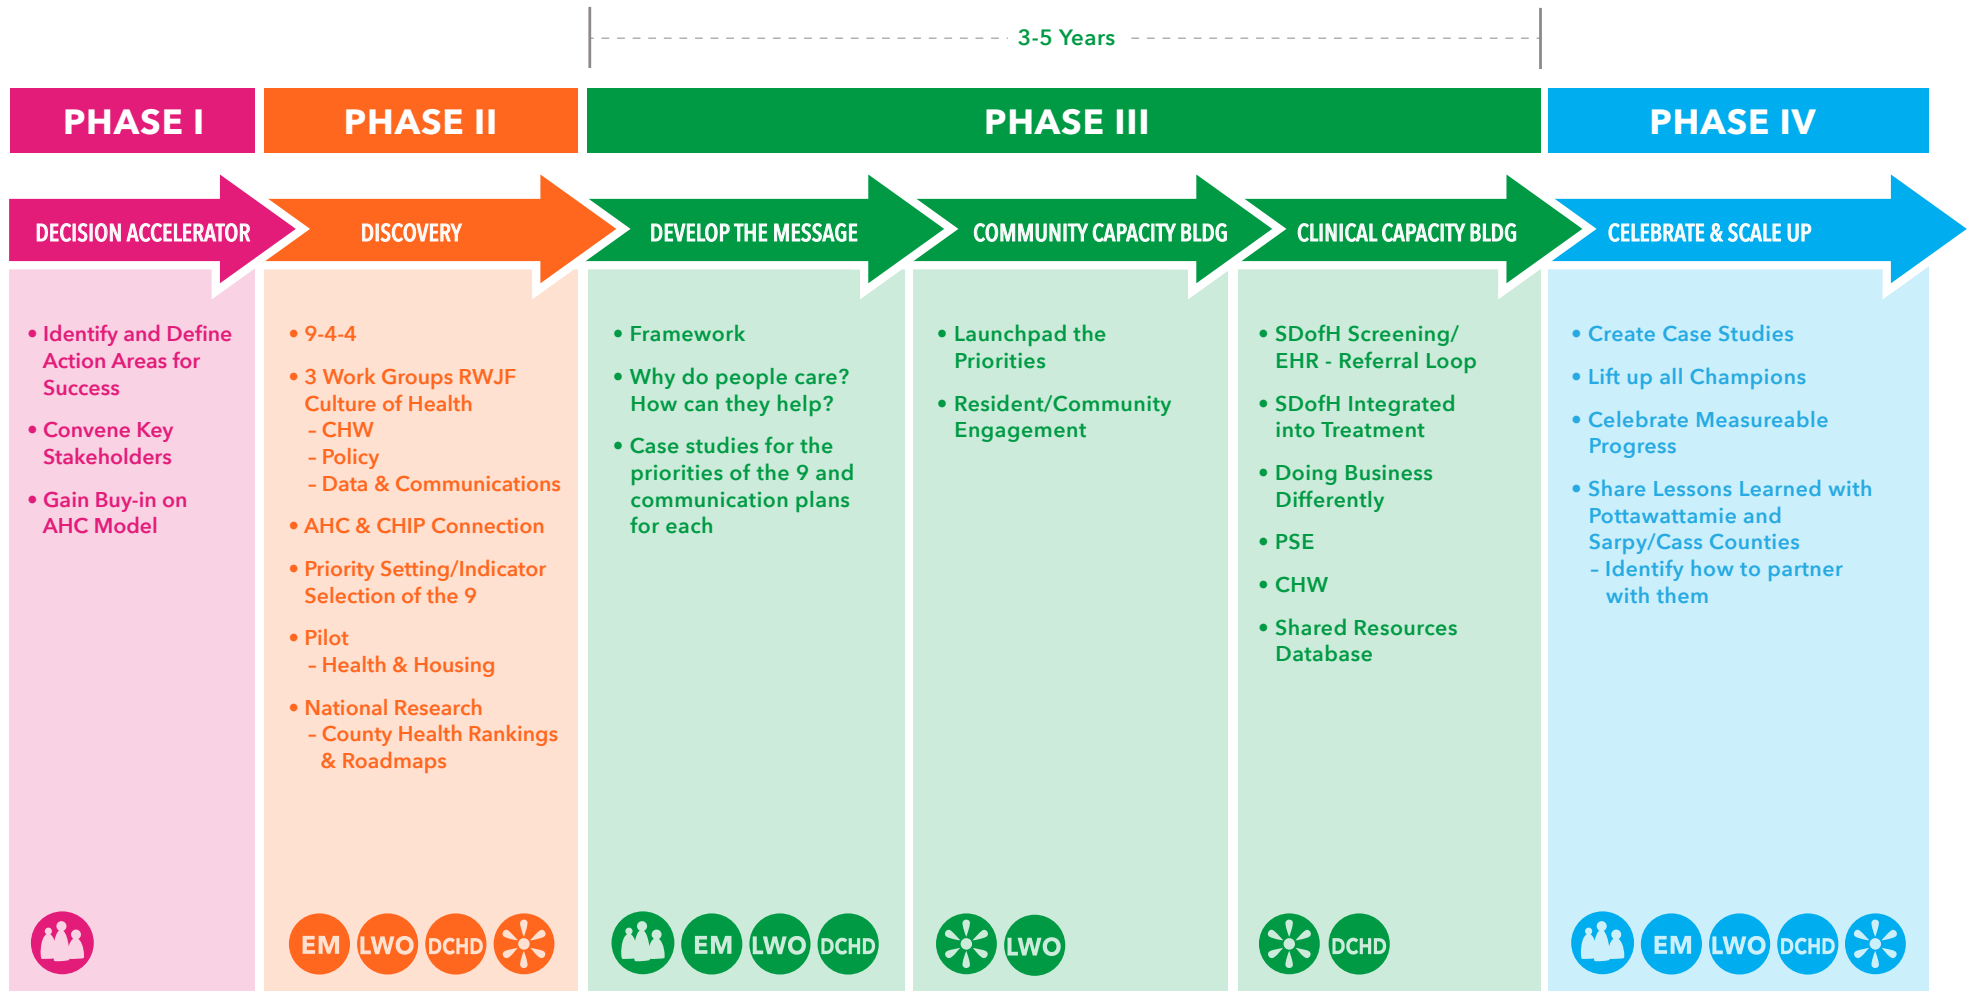 3-5 Years
PHASE I
PHASE II
PHASE III
PHASE IV
DECISION ACCELERATOR
DISCOVERY
DEVELOP THE MESSAGE
COMMUNITY CAPACITY BLDG
CLINICAL CAPACITY BLDG
CELEBRATE & SCALE UP
• Identify and Define
Action Areas for
Success
• Convene Key
Stakeholders
• Gain Buy-in on
AHC Model
• 9-4-4
• 3 Work Groups RWJF
Culture of Health
– CHW
– Policy
– Data & Communications
• AHC & CHIP Connection
• Priority Setting/Indicator
Selection of the 9
• Pilot
– Health & Housing
• National Research
– County Health Rankings
& Roadmaps
EM LWO DCHD
• Framework
• Why do people care?
How can they help?
• Case studies for the
priorities of the 9 and
communication plans
for each
EM LWO DCHD
• Launchpad the
Priorities
• Resident/Community
Engagement
LWO
• SDofH Screening/
EHR - Referral Loop
• SDofH Integrated
into Treatment
• Doing Business
Differently
• PSE
• CHW
• Shared Resources
Database
DCHD
• Create Case Studies
• Lift up all Champions
• Celebrate Measureable
Progress
• Share Lessons Learned with
Pottawattamie and
Sarpy/Cass Counties
– Identify how to partner
with them
EM LWO DCHD